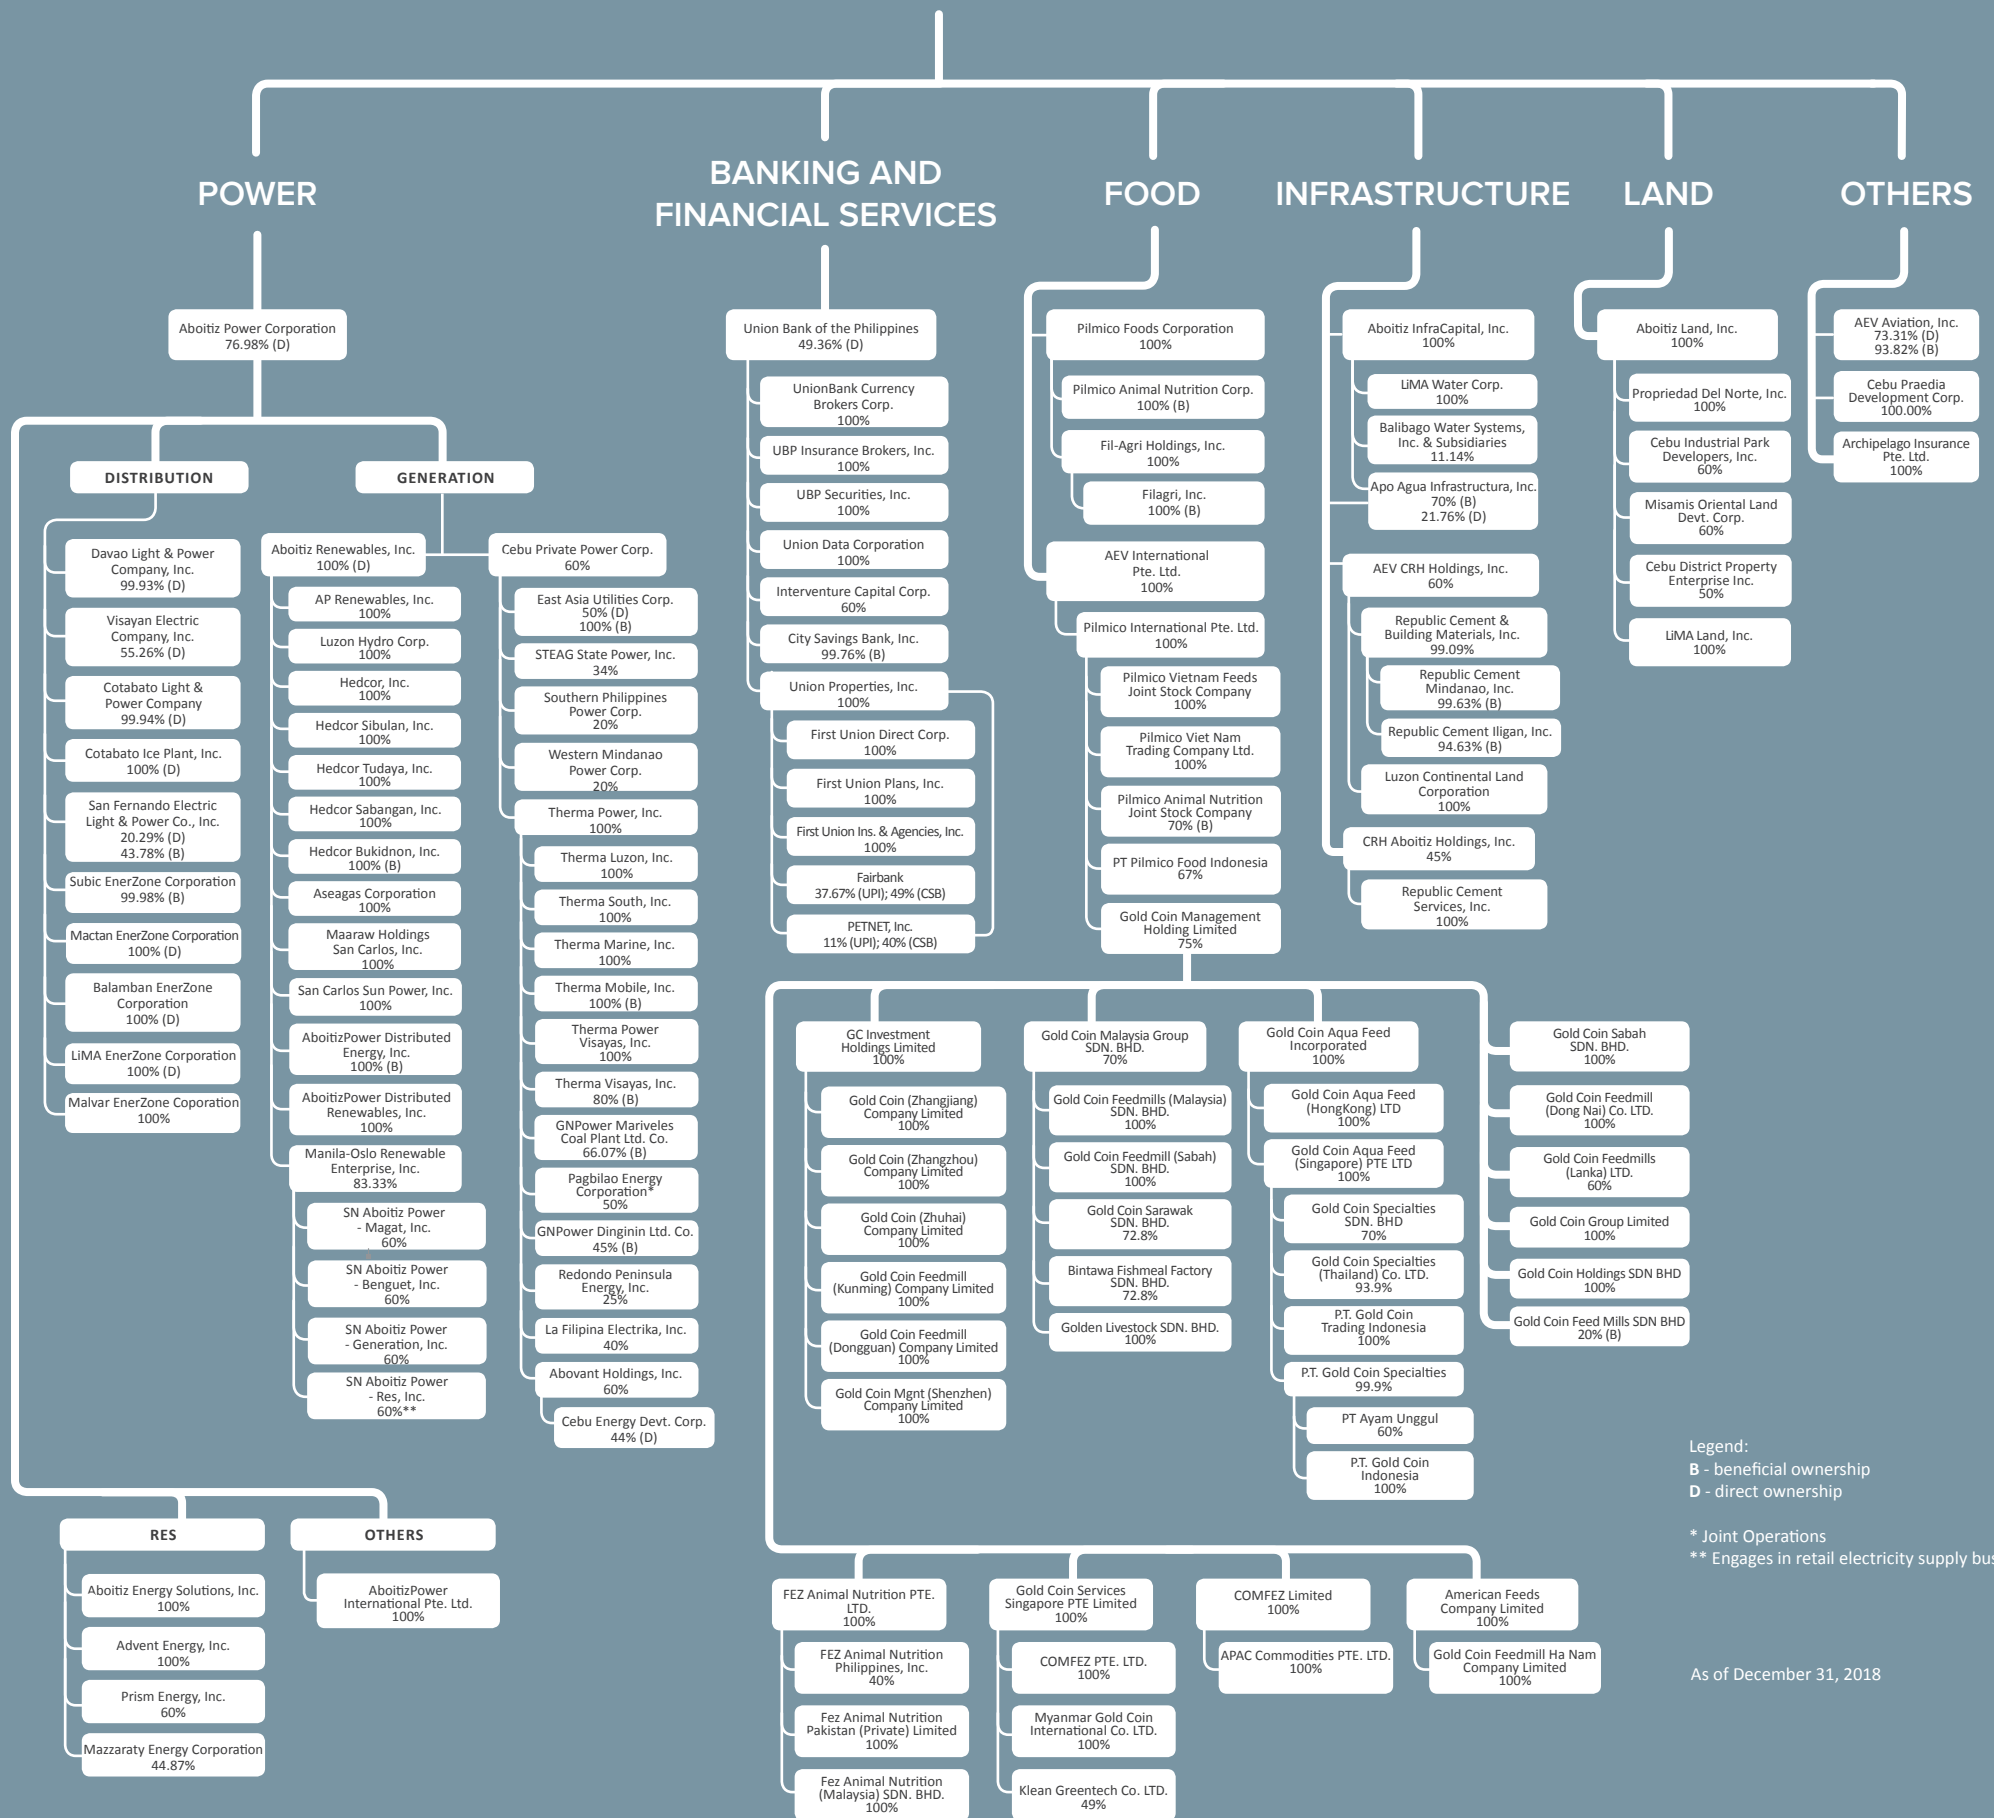 POWER
BANKING AND
FINANCIAL SERVICES
FOOD
INFRASTRUCTURE
LAND
OTHERS
Aboitiz Power Corporation
76.98% (D)
DISTRIBUTION
Davao Light & Power
Company, Inc.
99.93% (D)
Visayan Electric
Company, Inc.
55.26% (D)
Cotabato Light &
Power Company
99.94% (D)
Cotabato Ice Plant, Inc.
100% (D)
San Fernando Electric
Light & Power Co., Inc.
20.29% (D)
43.78% (B)
Subic EnerZone Corporation
99.98% (B)
Mactan EnerZone Corporation
100% (D)
Balamban EnerZone
Corporation
100% (D)
LiMA EnerZone Corporation
100% (D)
Malvar EnerZone Coporation
100%
GENERATION
Aboitiz Renewables, Inc.
100% (D)
AP Renewables, Inc.
100%
Luzon Hydro Corp.
100%
Hedcor, Inc.
100%
Hedcor Sibulan, Inc.
100%
Hedcor Tudaya, Inc.
100%
Hedcor Sabangan, Inc.
100%
Hedcor Bukidnon, Inc.
100% (B)
Aseagas Corporation
100%
Maaraw Holdings
San Carlos, Inc.
100%
San Carlos Sun Power, Inc.
100%
AboitizPower Distributed
Energy, Inc.
100% (B)
AboitizPower Distributed
Renewables, Inc.
100%
Manila-Oslo Renewable
Enterprise, Inc.
83.33%
SN Aboitiz Power
- Magat, Inc.
60%
SN Aboitiz Power
- Benguet, Inc.
60%
SN Aboitiz Power
- Generation, Inc.
60%
SN Aboitiz Power
- Res, Inc.
60%**
Cebu Private Power Corp.
60%
East Asia Utilities Corp.
50% (D)
100% (B)
STEAG State Power, Inc.
34%
Southern Philippines
Power Corp.
20%
Western Mindanao
Power Corp.
20%
Therma Power, Inc.
100%
Therma Luzon, Inc.
100%
Therma South, Inc.
100%
Therma Marine, Inc.
100%
Therma Mobile, Inc.
100% (B)
Therma Power
Visayas, Inc.
100%
Therma Visayas, Inc.
80% (B)
GNPower Mariveles
Coal Plant Ltd. Co.
66.07% (B)
Pagbilao Energy
Corporation*
50%
GNPower Dinginin Ltd. Co.
45% (B)
Redondo Peninsula
Energy, Inc.
25%
La Filipina Electrika, Inc.
40%
Abovant Holdings, Inc.
60%
Cebu Energy Devt. Corp.
44% (D)
RES
Aboitiz Energy Solutions, Inc.
100%
Advent Energy, Inc.
100%
Prism Energy, Inc.
60%
Mazzaraty Energy Corporation
44.87%
OTHERS
AboitizPower
International Pte. Ltd.
100%
Union Bank of the Philippines
49.36% (D)
UnionBank Currency
Brokers Corp.
100%
UBP Insurance Brokers, Inc.
100%
UBP Securities, Inc.
100%
Union Data Corporation
100%
Interventure Capital Corp.
60%
City Savings Bank, Inc.
99.76% (B)
Union Properties, Inc.
100%
First Union Direct Corp.
100%
First Union Plans, Inc.
100%
First Union Ins. & Agencies, Inc.
100%
Fairbank
37.67% (UPI); 49% (CSB)
PETNET, Inc.
11% (UPI); 40% (CSB)
Pilmico Foods Corporation
100%
Pilmico Animal Nutrition Corp.
100% (B)
Fil-Agri Holdings, Inc.
100%
Filagri, Inc.
100% (B)
AEV International
Pte. Ltd.
100%
Pilmico International Pte. Ltd.
100%
Pilmico Vietnam Feeds
Joint Stock Company
100%
Pilmico Viet Nam
Trading Company Ltd.
100%
Pilmico Animal Nutrition
Joint Stock Company
70% (B)
PT Pilmico Food Indonesia
67%
Gold Coin Management
Holding Limited
75%
GC Investment
Holdings Limited
100%
Gold Coin (Zhangjiang)
Company Limited
100%
Gold Coin (Zhangzhou)
Company Limited
100%
Gold Coin (Zhuhai)
Company Limited
100%
Gold Coin Feedmill
(Kunming) Company Limited
100%
Gold Coin Feedmill
(Dongguan) Company Limited
100%
Gold Coin Mgnt (Shenzhen)
Company Limited
100%
Gold Coin Malaysia Group
SDN. BHD.
70%
Gold Coin Feedmills (Malaysia)
SDN. BHD.
100%
Gold Coin Feedmill (Sabah)
SDN. BHD.
100%
Gold Coin Sarawak
SDN. BHD.
72.8%
Bintawa Fishmeal Factory
SDN. BHD.
72.8%
Golden Livestock SDN. BHD.
100%
Gold Coin Aqua Feed
Incorporated
100%
Gold Coin Aqua Feed
(HongKong) LTD
100%
Gold Coin Aqua Feed
(Singapore) PTE LTD
100%
Gold Coin Specialties
SDN. BHD
70%
Gold Coin Specialties
(Thailand) Co. LTD.
93.9%
P.T. Gold Coin
Trading Indonesia
100%
P.T. Gold Coin Specialties
99.9%
PT Ayam Unggul
60%
P.T. Gold Coin
Indonesia
100%
Gold Coin Sabah
SDN. BHD.
100%
Gold Coin Feedmill
(Dong Nai) Co. LTD.
100%
Gold Coin Feedmills
(Lanka) LTD.
60%
Gold Coin Group Limited
100%
Gold Coin Holdings SDN BHD
100%
Gold Coin Feed Mills SDN BHD
20% (B)
FEZ Animal Nutrition PTE.
LTD.
100%
FEZ Animal Nutrition
Philippines, Inc.
40%
Fez Animal Nutrition
Pakistan (Private) Limited
100%
Fez Animal Nutrition
(Malaysia) SDN. BHD.
100%
Gold Coin Services
Singapore PTE Limited
100%
COMFEZ PTE. LTD.
100%
Myanmar Gold Coin
International Co. LTD.
100%
Klean Greentech Co. LTD.
49%
COMFEZ Limited
100%
APAC Commodities PTE. LTD.
100%
American Feeds
Company Limited
100%
Gold Coin Feedmill Ha Nam
Company Limited
100%
Aboitiz InfraCapital, Inc.
100%
LiMA Water Corp.
100%
Balibago Water Systems,
Inc. & Subsidiaries
11.14%
Apo Agua Infrastructura, Inc.
70% (B)
21.76% (D)
AEV CRH Holdings, Inc.
60%
Republic Cement &
Building Materials, Inc.
99.09%
Republic Cement
Mindanao, Inc.
99.63% (B)
Republic Cement Iligan, Inc.
94.63% (B)
Luzon Continental Land
Corporation
100%
CRH Aboitiz Holdings, Inc.
45%
Republic Cement
Services, Inc.
100%
Aboitiz Land, Inc.
100%
Propriedad Del Norte, Inc.
100%
Cebu Industrial Park
Developers, Inc.
60%
Misamis Oriental Land
Devt. Corp.
60%
Cebu District Property
Enterprise Inc.
50%
LiMA Land, Inc.
100%
AEV Aviation, Inc.
73.31% (D)
93.82% (B)
Cebu Praedia
Development Corp.
100.00%
Archipelago Insurance
Pte. Ltd.
100%
Legend:
B - beneficial ownership
D - direct ownership
* Joint Operations
** Engages in retail electricity supply bus
As of December 31, 2018